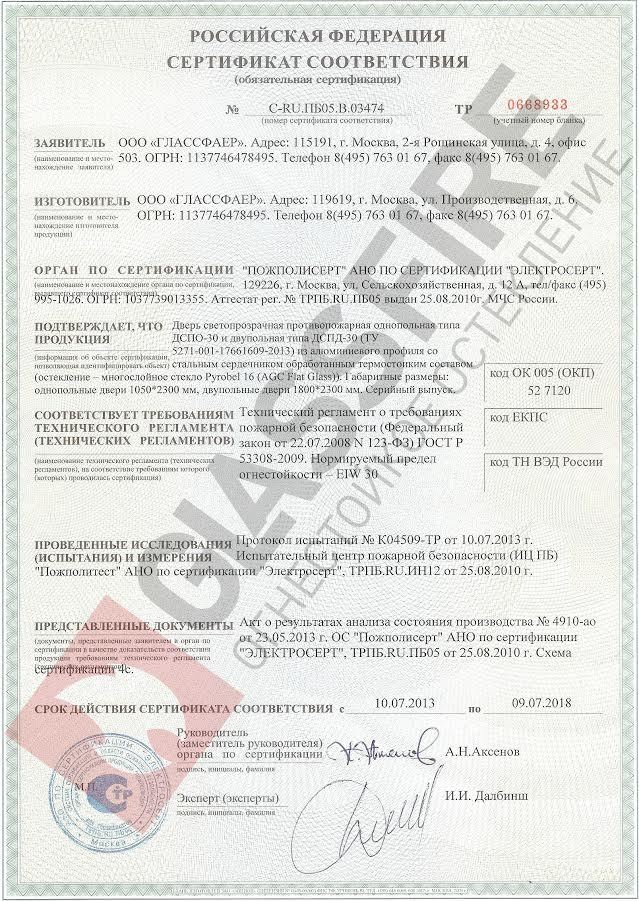 РОССИЙСКАЯ ФЕДЕРАЦИЯ
СЕРТИФИКАТ СООТВЕТСТВИЯ
(обязательная сертификация)
№ C-RU.ПБ05.В.03474 ТР 0668933
(номер сертификата соответствия) (учетный номер бланка)
ЗАЯВИТЕЛЬ ООО «ГЛАССФАЕР». Адрес: 115191, г. Москва, 2-я Рощинская улица, д. 4, офис
(наименование и место-
нахождение заявителя)
503. ОГРН: 1137746478495. Телефон 8(495) 763 01 67, факс 8(495) 763 01 67.
ИЗГОТОВИТЕЛЬ ООО «ГЛАССФАЕР». Адрес: 119619, г. Москва, ул. Производственная, д. 6,
(наименование и место-
нахождение изготовителя
продукции)
ОГРН: 1137746478495. Телефон 8(495) 763 01 67, факс 8(495) 763 01 67.
ОРГАН ПО СЕРТИФИКАЦИИ "ПОЖПОЛИСЕРТ" АНО ПО СЕРТИФИКАЦИИ "ЭЛЕКТРОСЕРТ".
(наименование и местонахождение органа по сертификации,
129226, г. Москва, ул. Сельскохозяйственная, д. 12 А, тел/факс (495)
995-1026. ОГРН: 1037739013355. Аттестат рег. № ТРПБ.RU.ПБ05 выдан 25.08.2010г. МЧС России.
ПОДТВЕРЖДАЕТ, ЧТО
ПРОДУКЦИЯ
(информация об объекте сертификации,
позволяющая идентифицировать объект)
Дверь светопрозрачная противопожарная однопольная типа
ДСПО-30 и двупольная типа ДСПД-30 (ТУ
5271-001-17661609-2013) из алюминиевого профиля со
стальным сердечником обработанным термостойким составом
(остекление – многослойное стекло Pyrobel 16 (AGC Flat Glass)). Габаритные размеры:
однопольные двери 1050*2300 мм, двупольные двери 1800*2300 мм. Серийный выпуск.
код ОК 005 (ОКП)
52 7120
СООТВЕТСТВУЕТ ТРЕБОВАНИЯМ
ТЕХНИЧЕСКОГО РЕГЛАМЕНТА
(ТЕХНИЧЕСКИХ РЕГЛАМЕНТОВ)
(наименование технического регламента (технических
регламентов), на соответствие требованиям которого
(которых) проводилась сертификация)
Технический регламент о требованиях
пожарной безопасности (Федеральный
закон от 22.07.2008 N 123-ФЗ) ГОСТ Р
53308-2009. Нормируемый предел
огнестойкости – EIW 30
код ЕКПС
код ТН ВЭД России
ПРОВЕДЕННЫЕ ИССЛЕДОВАНИЯ
(ИСПЫТАНИЯ) И ИЗМЕРЕНИЯ
Протокол испытаний № К04509-ТР от 10.07.2013 г.
Испытательный центр пожарной безопасности (ИЦ ПБ)
"Пожполитест" АНО по сертификации "Электросерт", ТРПБ.RU.ИН12 от 25.08.2010 г.
ПРЕДСТАВЛЕННЫЕ ДОКУМЕНТЫ
(документы, представленные заявителем в орган по
сертификации в качестве доказательств соответствия
продукции требованиям технического регламента
Акт о результатах анализа состояния производства № 4910-ао
от 23.05.2013 г. ОС "Пожполисерт" АНО по сертификации
"ЭЛЕКТРОСЕРТ", ТРПБ.RU.ПБ05 от 25.08.2010 г. Схема
сертификации 4с.
СРОК ДЕЙСТВИЯ СЕРТИФИКАТА СООТВЕТСТВИЯ с 10.07.2013 по 09.07.2018
Руководитель
(заместитель руководителя)
органа по сертификации
подпись, инициалы, фамилия
А.Н.Аксенов
М.П.
Эксперт (эксперты)
подпись, инициалы, фамилия
И.И. Далбинш
СТР
Москва
GLASSFIRE
ОГНЕСТОЙКОЕ ОСТЕКЛЕНИЕ